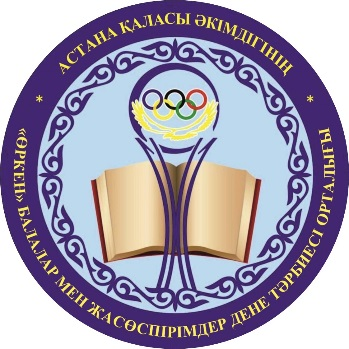 АСТАНА ҚАЛАСЫ ӘКІМДІГІНІҢ
«ӨРКЕН» БАЛАЛАР МЕН ЖАСӨСПІРІМДЕР ДЕНЕ ТӘРБИЕСІ ОРТАЛЫҒЫ